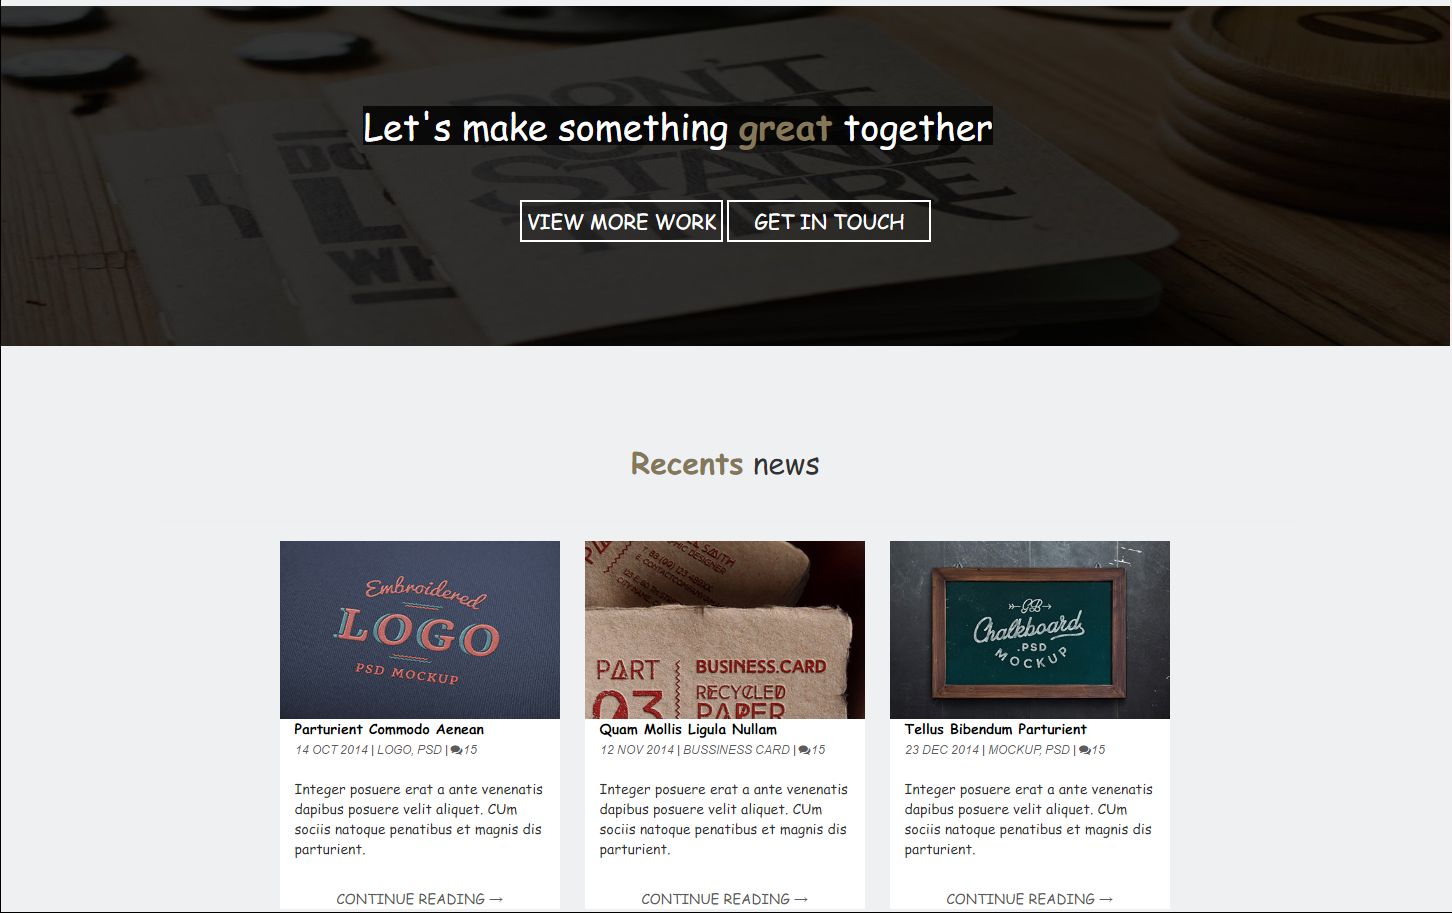 DON'T
STAND
HERE
Let's make something great together
VIEW MORE WORK
GET IN TOUCH
Recents news
Embroidered
LOGO
PSD MOCKUP
Parturient Commodo Aenean
14 OCT 2014 | LOGO, PSD | 15
Integer posuere erat a ante venenatis
dapibus posuere velit aliquet. CUm
sociis natoque penatibus et magnis dis
parturient.
CONTINUE READING →
SMITH
DESIGNER
PART
03
BUSINESS.CARD
RECYCLED
PAPER
Quam Mollis Ligula Nullam
12 NOV 2014 | BUSSINESS CARD | 15
Integer posuere erat a ante venenatis
dapibus posuere velit aliquet. CUm
sociis natoque penatibus et magnis dis
parturient.
CONTINUE READING →
GB
Chalkboard
.PSD
MOCKUP
Tellus Bibendum Parturient
23 DEC 2014 | MOCKUP, PSD | 15
Integer posuere erat a ante venenatis
dapibus posuere velit aliquet. CUm
sociis natoque penatibus et magnis dis
parturient.
CONTINUE READING →